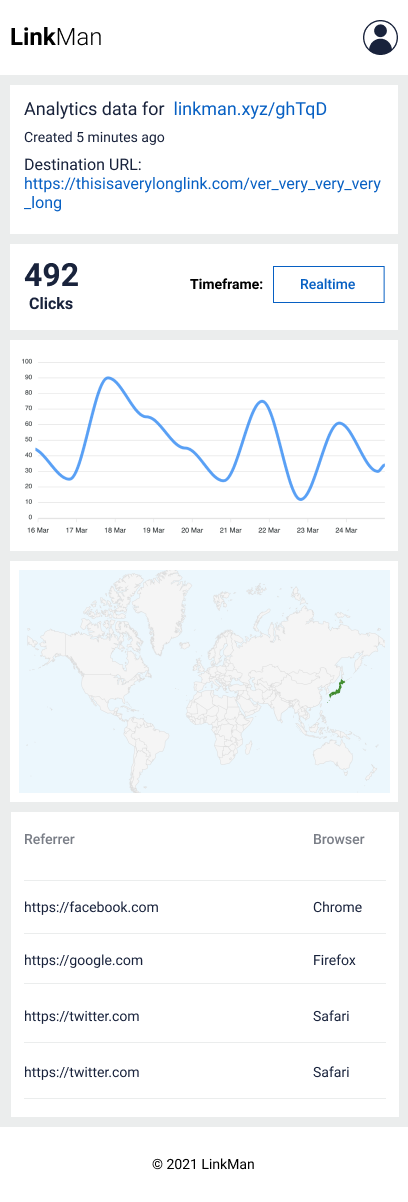 LinkMan
Analytics data for linkman.xyz/ghTqD
Created 5 minutes ago
Destination URL:
https://thisisaverylonglink.com/ver_very_very_very
_long
492
Clicks
Timeframe:
Realtime
100
90
80
70
60
50
40
30
20
10
0
16 Mar 17 Mar 18 Mar 19 Mar 20 Mar 21 Mar 22 Mar 23 Mar 24 Mar
Referrer Browser
https://facebook.com Chrome
https://google.com Firefox
https://twitter.com Safari
https://twitter.com Safari
© 2021 LinkMan